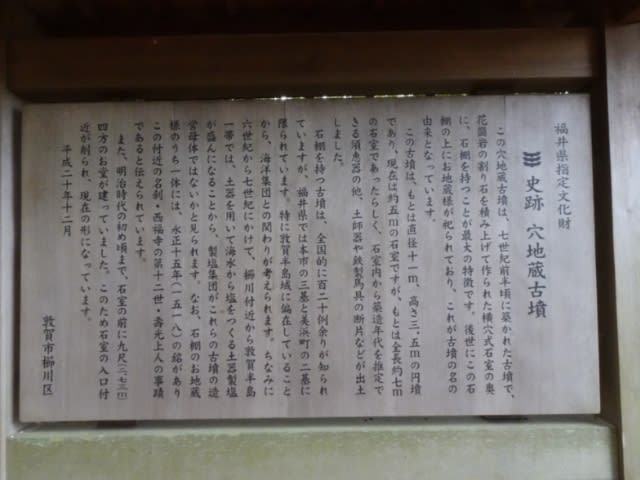 福井県指定文化財
史跡 穴地蔵古墳
この穴地蔵古墳は、七世紀前半頃に築かれた古墳で、
花崗岩の割り石を積み上げて作られた横穴式石室の奥
に、石棚を持つことが最大の特徴です。後世にこの石
棚の上にお地蔵様が祀られており、これが古墳の名の
由来となっています。
この古墳は、もとは直径十一m、高さ三.五mの円墳
であり、現在は約五mの石室ですが、もとは全長約七m
の石室であったらしく、石室内から築造年代を推定で
きる須恵器の他、土師器や鉄製馬具の断片などが出土
しました。
石棚を持つ古墳は、全国的に百二十例余りが知られ
ていますが、福井県では本市の三基と美浜町の二基に
限られています。特に敦賀半島域に偏在していること
から、海洋集団との関わりが考えられます。ちなみに
六世紀から七世紀にかけて、櫛川付近から敦賀半島
一帯では、土器を用いて海水から塩をつくる土器製塩
が盛んになることから、製塩集団がこれらの古墳の造
営母体ではないかと見られます。なお、石棚のお地蔵
様のうち一体には、永正十五年(一五一八)の銘があり
この付近の名刹・西福寺の第十二世・壽光上人の事蹟
であると伝えられています。
また、明治時代の初め頃まで、石室の前に九尺(二.七三m)
四方のお堂が建っていました。このため石室の入口付
近が削られ、現在の形になっています。
平成二十年十二月
敦賀市櫛川区